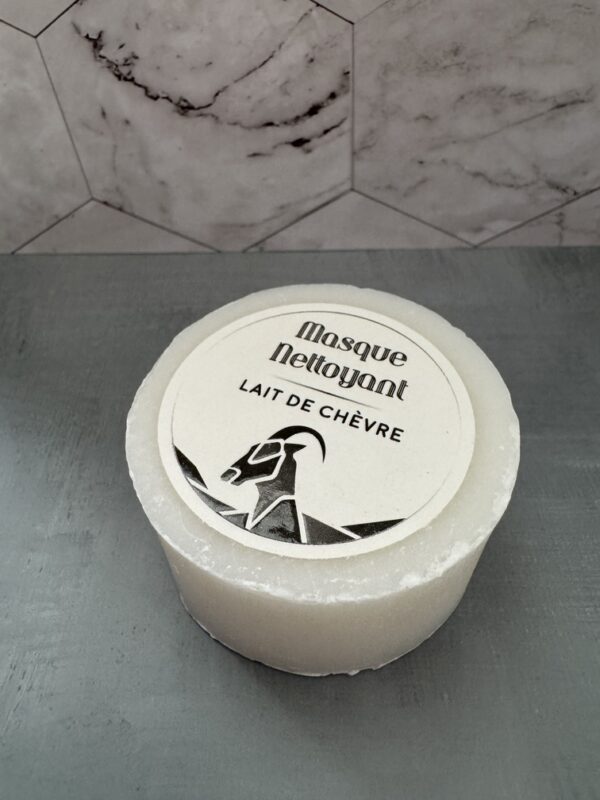 Masque
Nettoyant
LAIT DE CHÈVRE